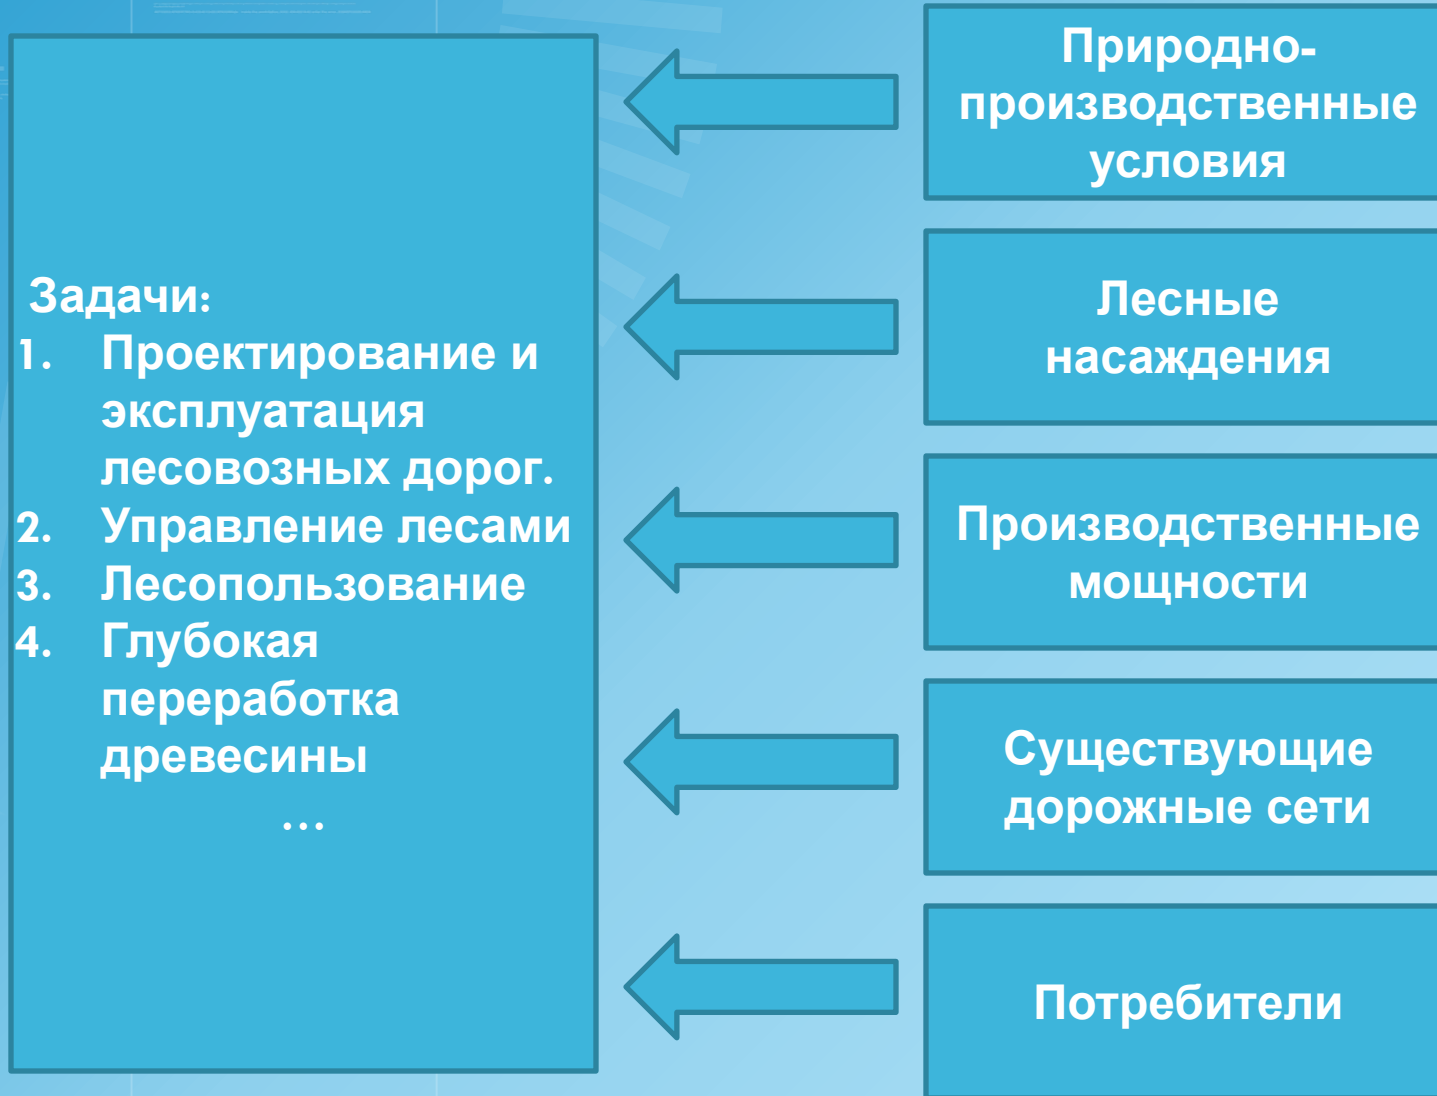 Задачи:
1. Проектирование и
эксплуатация
лесовозных дорог.
2. Управление лесами
3. Лесопользование
4. Глубокая
переработка
древесины
...
Природно-
производственные
условия
Лесные
насаждения
Производственные
мощности
Существующие
дорожные сети
Потребители